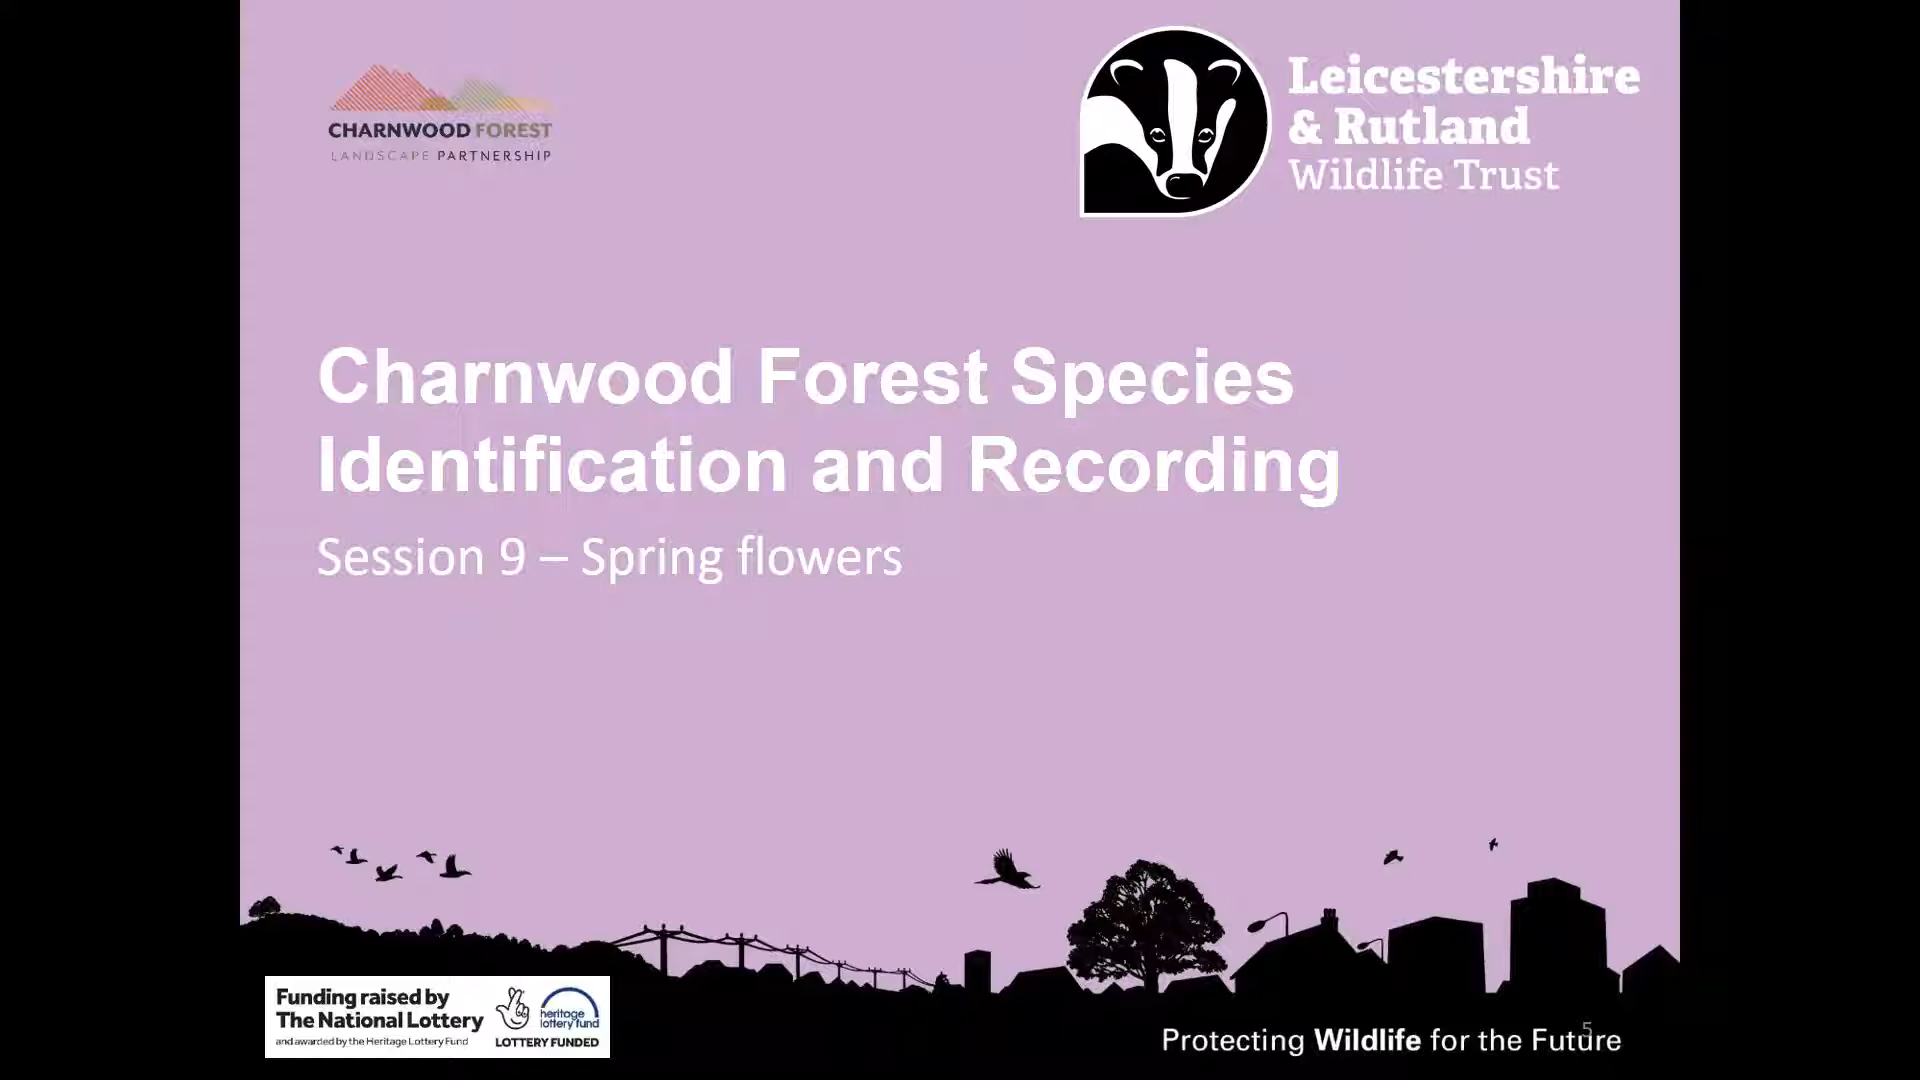 CHARNWOOD FOREST
LANDSCAPE PARTNERSHIP
Leicestershire
& Rutland
Wildlife Trust
Charnwood Forest Species
Identification and Recording
Session 9 – Spring flowers
Funding raised by
The National Lottery
and awarded by the Heritage Lottery Fund
heritage
lottery fund
LOTTERY FUNDED
5
Protecting Wildlife for the Future